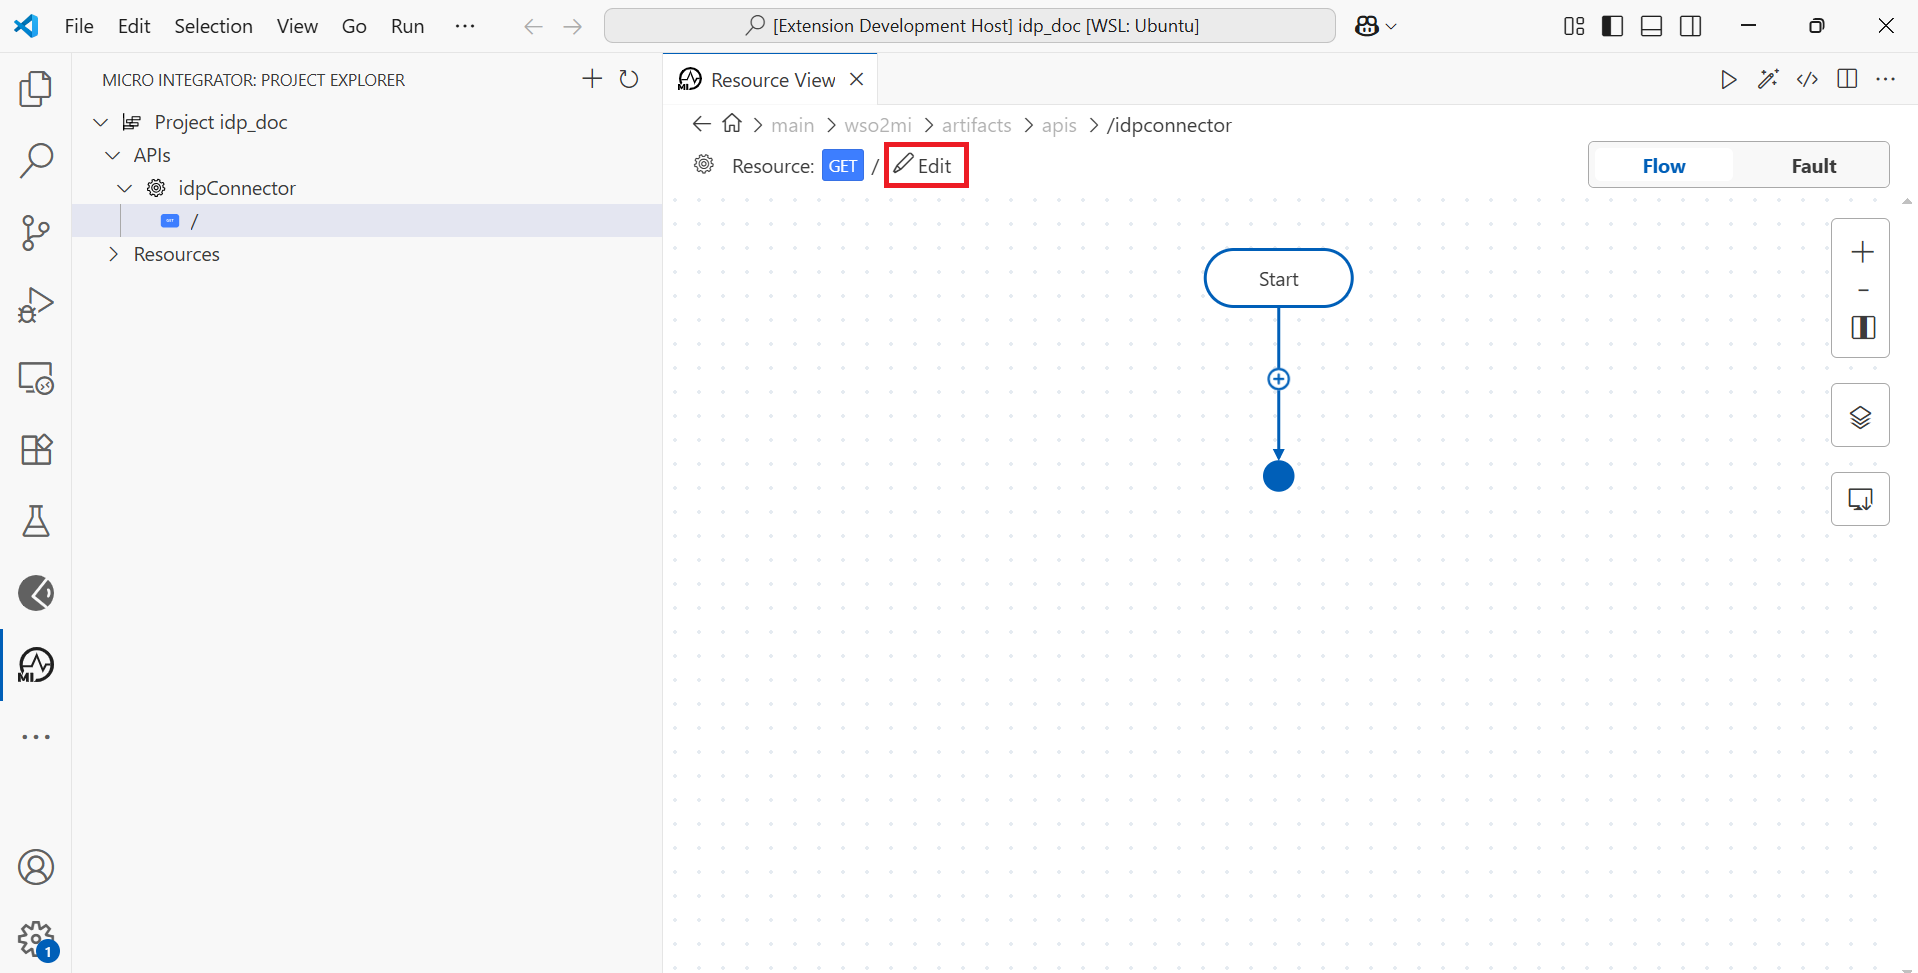 File Edit Selection View Go Run ···
[Extension Development Host] idp_doc [WSL: Ubuntu]
MICRO INTEGRATOR: PROJECT EXPLORER
Project idp_doc
APIs
idpConnector
/
Resources
MI Resource View
main > wso2mi > artifacts > apis > /idpconnector
Resource: GET / Edit
Flow Fault
Start
MI
1